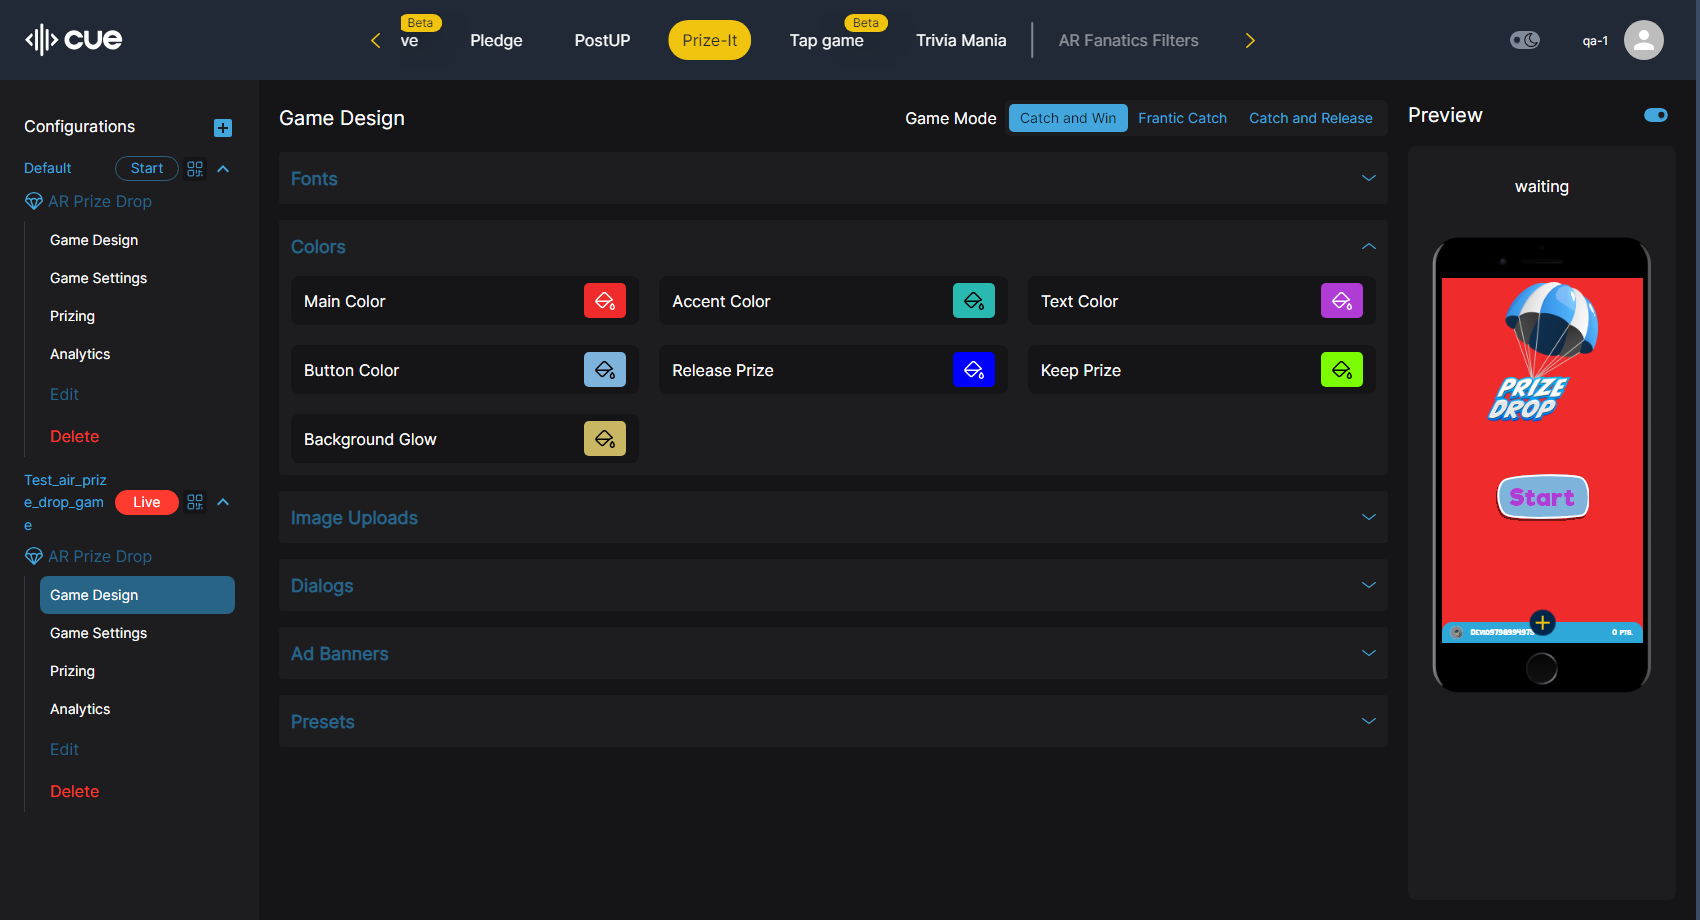 cue
Beta
ve
Pledge
PostUP
Prize-It
Beta
Tap game
Trivia Mania
AR Fanatics Filters
qa-1
Configurations
Default
Start
AR Prize Drop
Game Design
Game Settings
Prizing
Analytics
Edit
Delete
Test_air_priz
e_drop_gam
e
Live
AR Prize Drop
Game Design
Game Settings
Prizing
Analytics
Edit
Delete
Game Design
Game Mode
Catch and Win
Frantic Catch
Catch and Release
Fonts
Colors
Main Color
Accent Color
Text Color
Button Color
Release Prize
Keep Prize
Background Glow
Image Uploads
Dialogs
Ad Banners
Presets
Preview
waiting
PRIZE
DROP
Start
0 PTS.